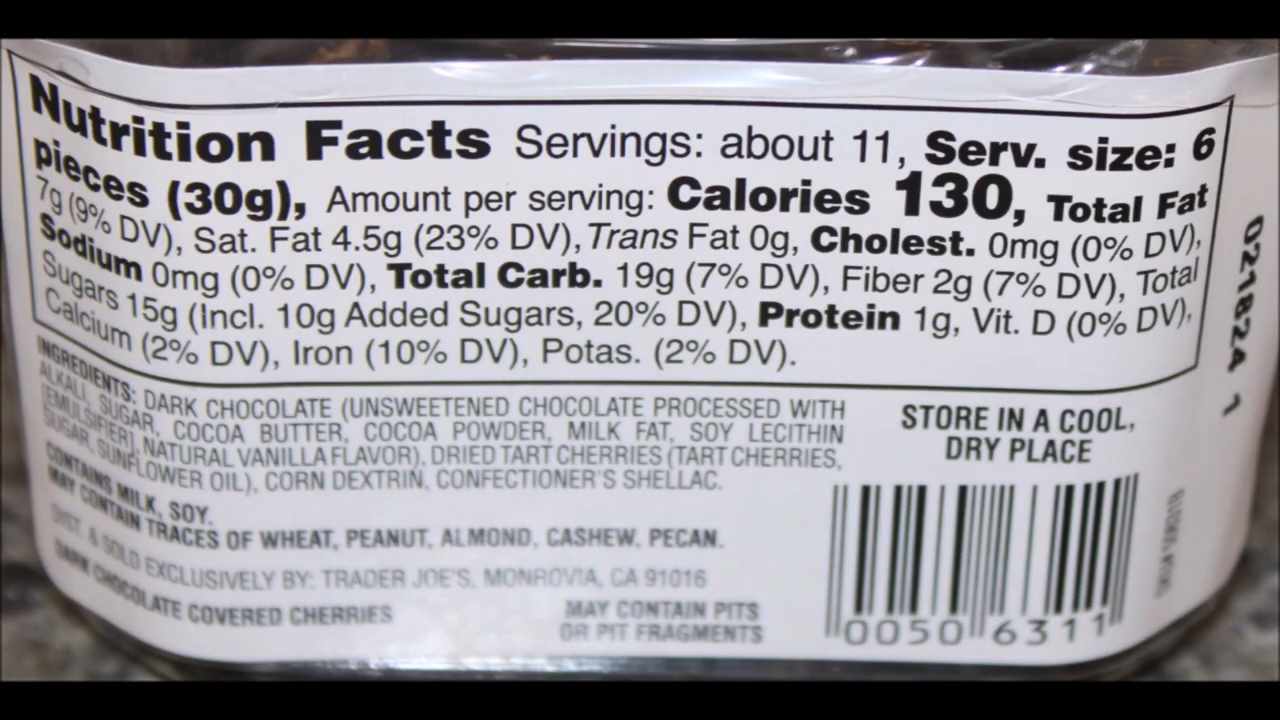 Nutrition Facts Servings: about 11, Serv. size: 6
pieces (30g), Amount per serving: Calories 130, Total Fat
7g (9% DV), Sat. Fat 4.5g (23% DV), Trans Fat 0g, Cholest. 0mg (0% DV),
Sodium 0mg (0% DV), Total Carb. 19g (7% DV), Fiber 2g (7% DV), Total
Sugars 15g (Incl. 10g Added Sugars, 20% DV), Protein 1g, Vit. D (0% DV),
Calcium (2% DV), Iron (10% DV), Potas. (2% DV).
INGREDIENTS: DARK CHOCOLATE (UNSWEETENED CHOCOLATE PROCESSED WITH
ALKALI, SUGAR, COCOA BUTTER, COCOA POWDER, MILK FAT, SOY LECITHIN
[EMULSIFIER], NATURAL VANILLA FLAVOR), DRIED TART CHERRIES (TART CHERRIES,
SUGAR, SUNFLOWER OIL), CORN DEXTRIN, CONFECTIONER'S SHELLAC.
CONTAINS MILK, SOY.
MAY CONTAIN TRACES OF WHEAT, PEANUT, ALMOND, CASHEW, PECAN.
DIST. & SOLD EXCLUSIVELY BY: TRADER JOE'S, MONROVIA, CA 91016
DARK CHOCOLATE COVERED CHERRIES
MAY CONTAIN PITS
OR PIT FRAGMENTS
STORE IN A COOL,
DRY PLACE
0050 6311
021824 1